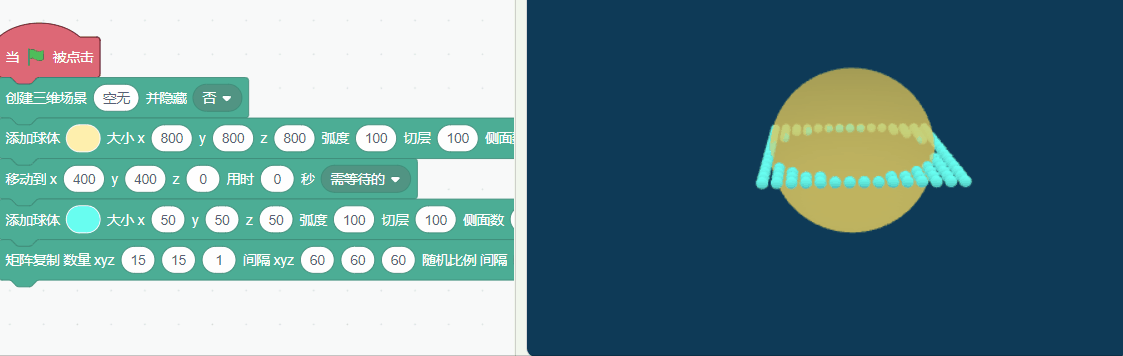 当 被点击
创建三维场景 空无 并隐藏 否
添加球体 大小 x 800 y 800 z 800 弧度 100 切层 100 侧面数
移动到 x 400 y 400 z 0 用时 0 秒 需等待的
添加球体 大小 x 50 y 50 z 50 弧度 100 切层 100 侧面数
矩阵复制 数量 xyz 15 15 1 间隔 xyz 60 60 60 随机比例 间隔